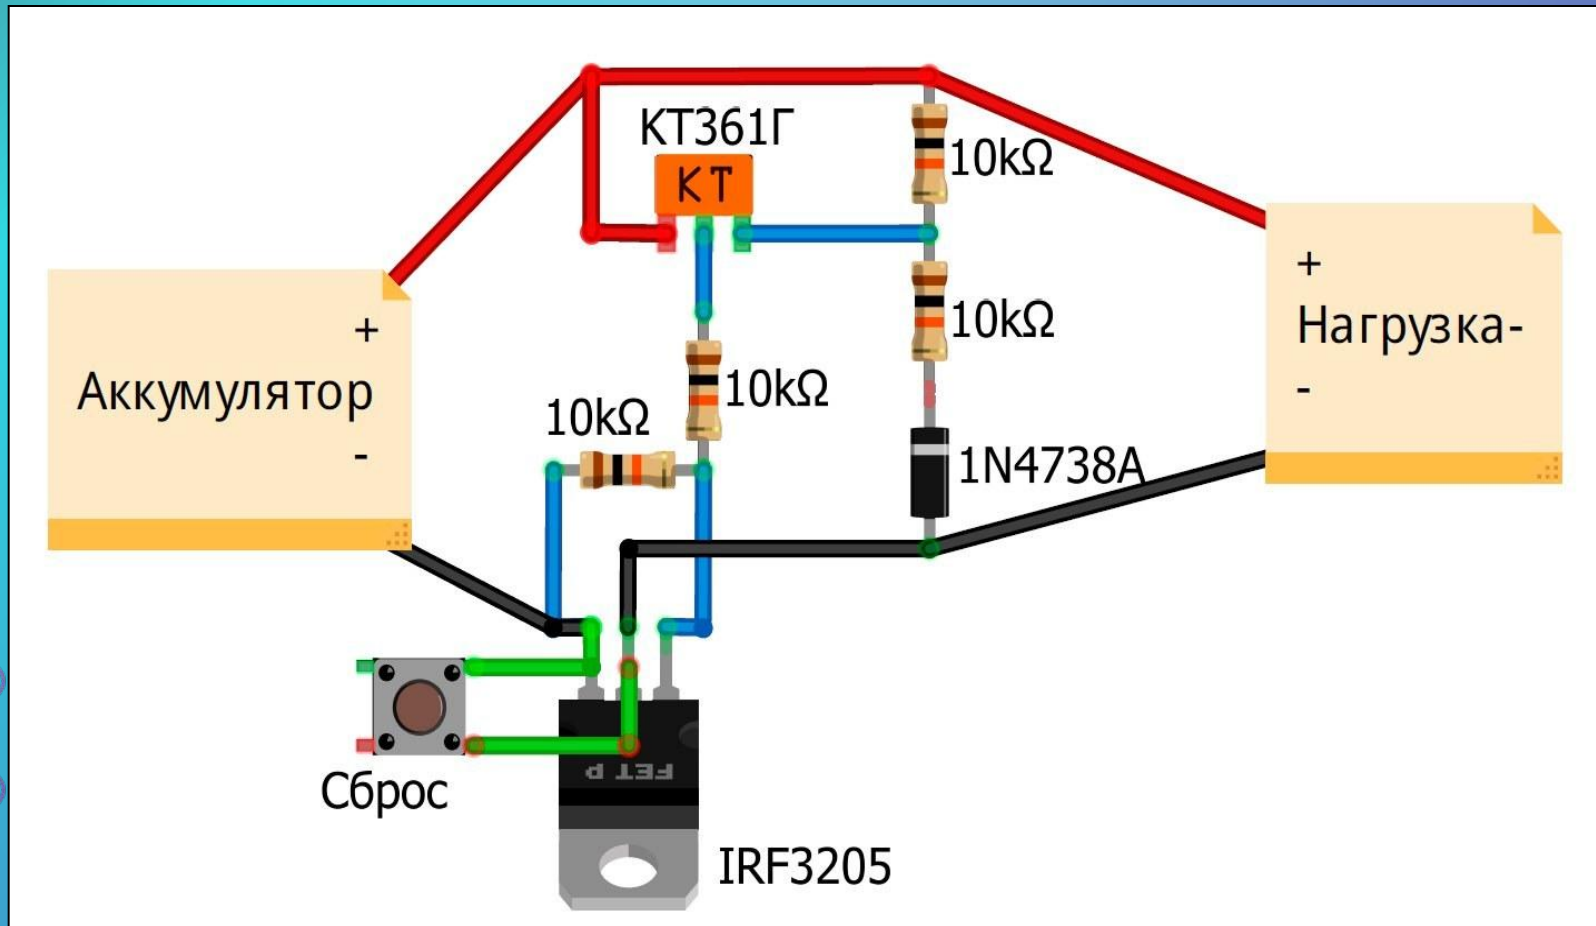 КТ361Г
КТ
10kΩ
+
Аккумулятор
-
10kΩ
10kΩ
10kΩ
1N4738A
+
Нагрузка-
-
Сброс
FET P
IRF3205